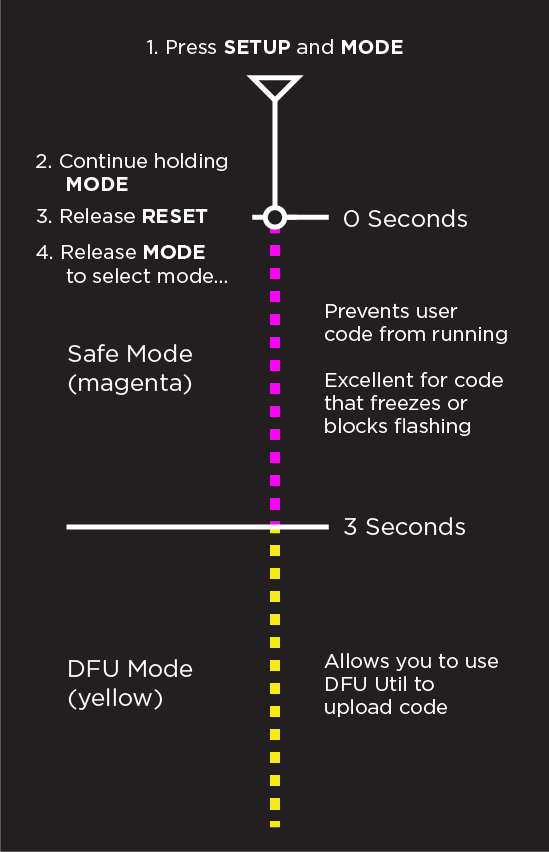 1. Press SETUP and MODE
2. Continue holding
MODE
3. Release RESET
0 Seconds
4. Release MODE
to select mode...
Prevents user
code from running
Safe Mode
(magenta)
Excellent for code
that freezes or
blocks flashing
3 Seconds
DFU Mode
(yellow)
Allows you to use
DFU Util to
upload code